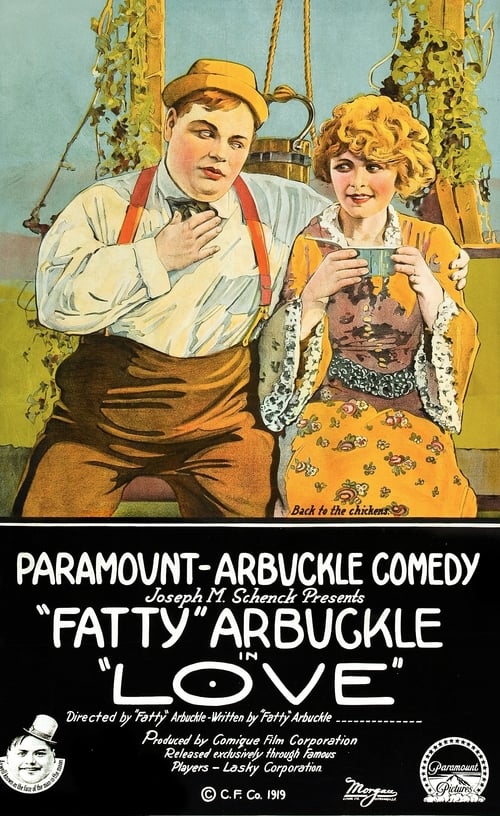 Back to the chickens.
PARAMOUNT-ARBUCKLE COMEDY
Joseph M. Schenck Presents
"FATTY" ARBUCKLE
IN
"LOVE"
Directed by "Fatty" Arbuckle - Written by "Fatty" Arbuckle
Produced by Comique Film Corporation
Released exclusively through Famous
Players – Lasky Corporation.
© C. F. Co. 1919
Morgan
Paramount
Pictures